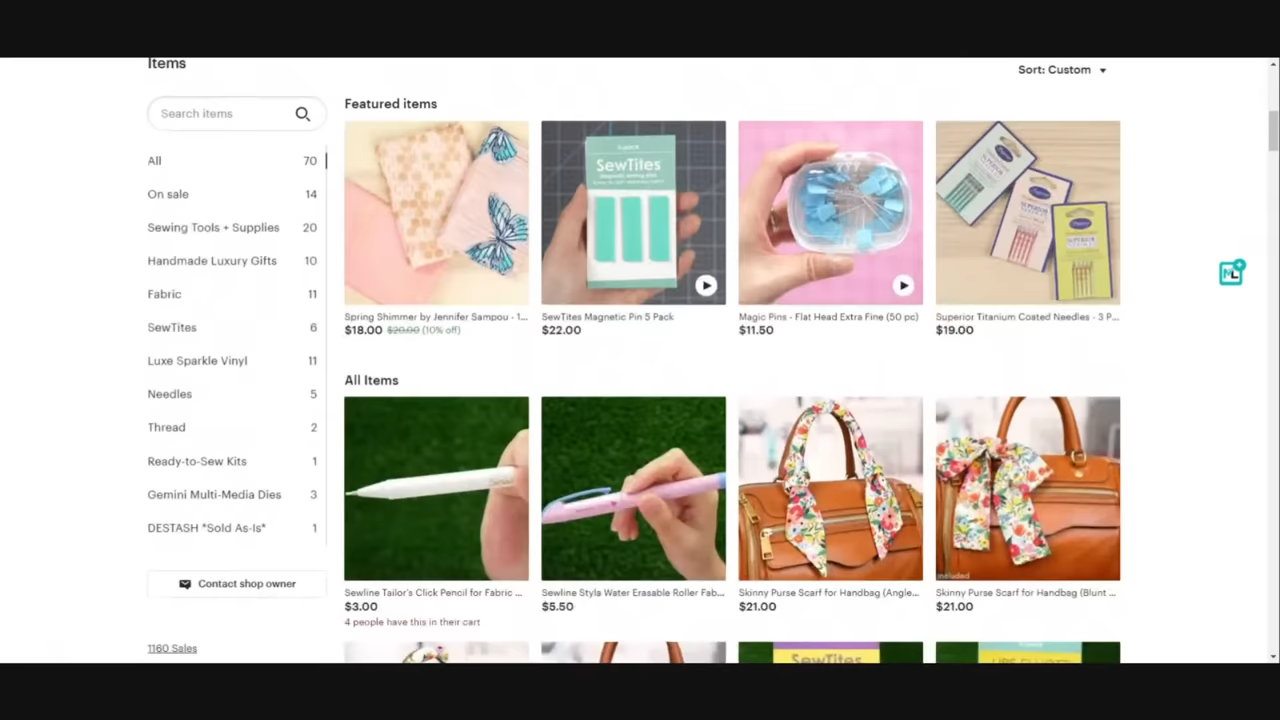 Items
Sort: Custom
Search items
All 70
On sale 14
Sewing Tools + Supplies 20
Handmade Luxury Gifts 10
Fabric 11
SewTites 6
Luxe Sparkle Vinyl 11
Needles 5
Thread 2
Ready-to-Sew Kits 1
Gemini Multi-Media Dies 3
DESTASH *Sold As-Is* 1
Contact shop owner
1160 Sales
Featured items
SewTites
Spring Shimmer by Jennifer Sampou - 1...
$18.00 $20.00 (10% off)
SewTites Magnetic Pin 5 Pack
$22.00
Magic Pins - Flat Head Extra Fine (50 pc)
$11.50
SUPERIOR
SUPERIOR
SUPERIOR
Superior Titanium Coated Needles - 3 P...
$19.00
All Items
Sewline Tailor's Click Pencil for Fabric ...
$3.00
4 people have this in their cart
Sewline Styla Water Erasable Roller Fab...
$5.50
Skinny Purse Scarf for Handbag (Angle...
$21.00
included
Skinny Purse Scarf for Handbag (Blunt ...
$21.00
SewTites
ML